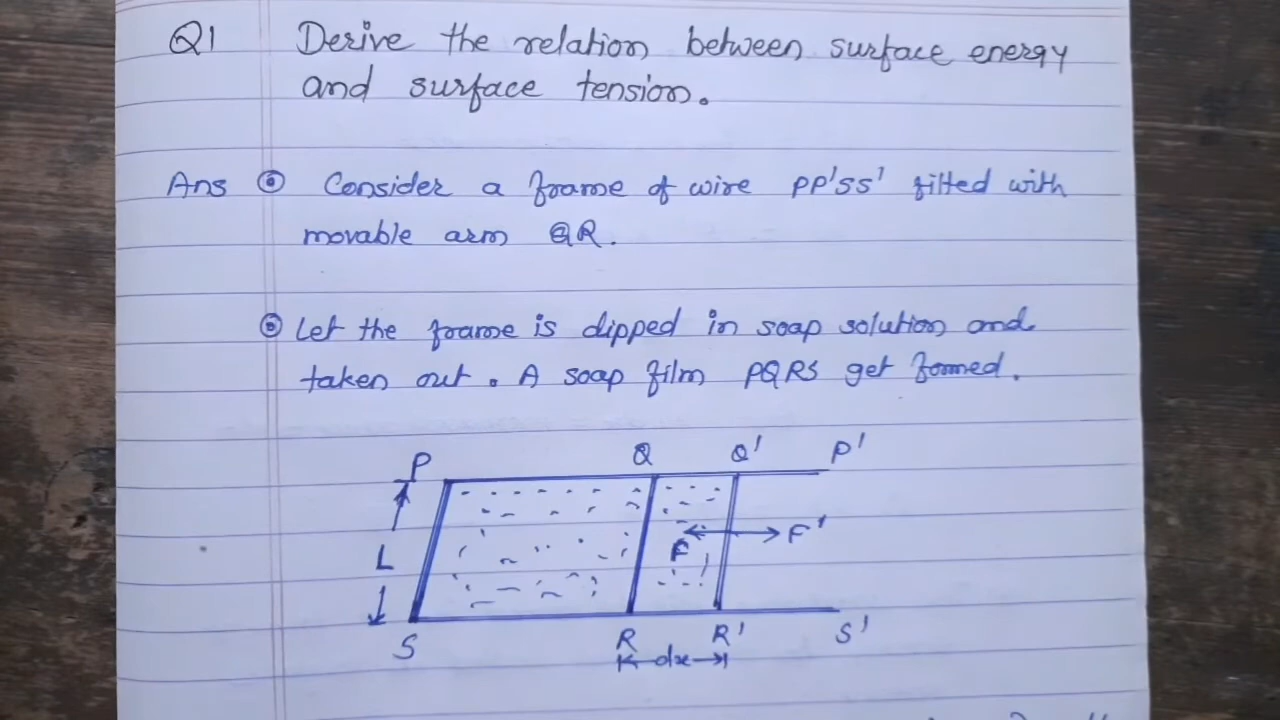 Q1 Derive the relation between surface energy
and surface tension.
Ans Consider a frame of wire PP'SS' fitted with
movable arm QR.
Let the frame is dipped in soap solution and
taken out. A soap film PQRS get formed.
P Q Q' P'
F F'
L
S R R' S'
dx